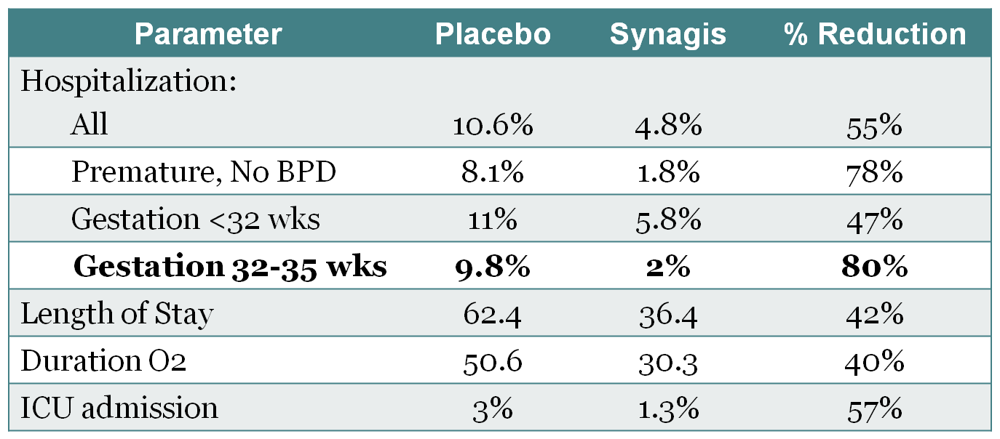 Parameter Placebo Synagis % Reduction
Hospitalization:
All 10.6% 4.8% 55%
Premature, No BPD 8.1% 1.8% 78%
Gestation <32 wks 11% 5.8% 47%
Gestation 32-35 wks 9.8% 2% 80%
Length of Stay 62.4 36.4 42%
Duration O2 50.6 30.3 40%
ICU admission 3% 1.3% 57%